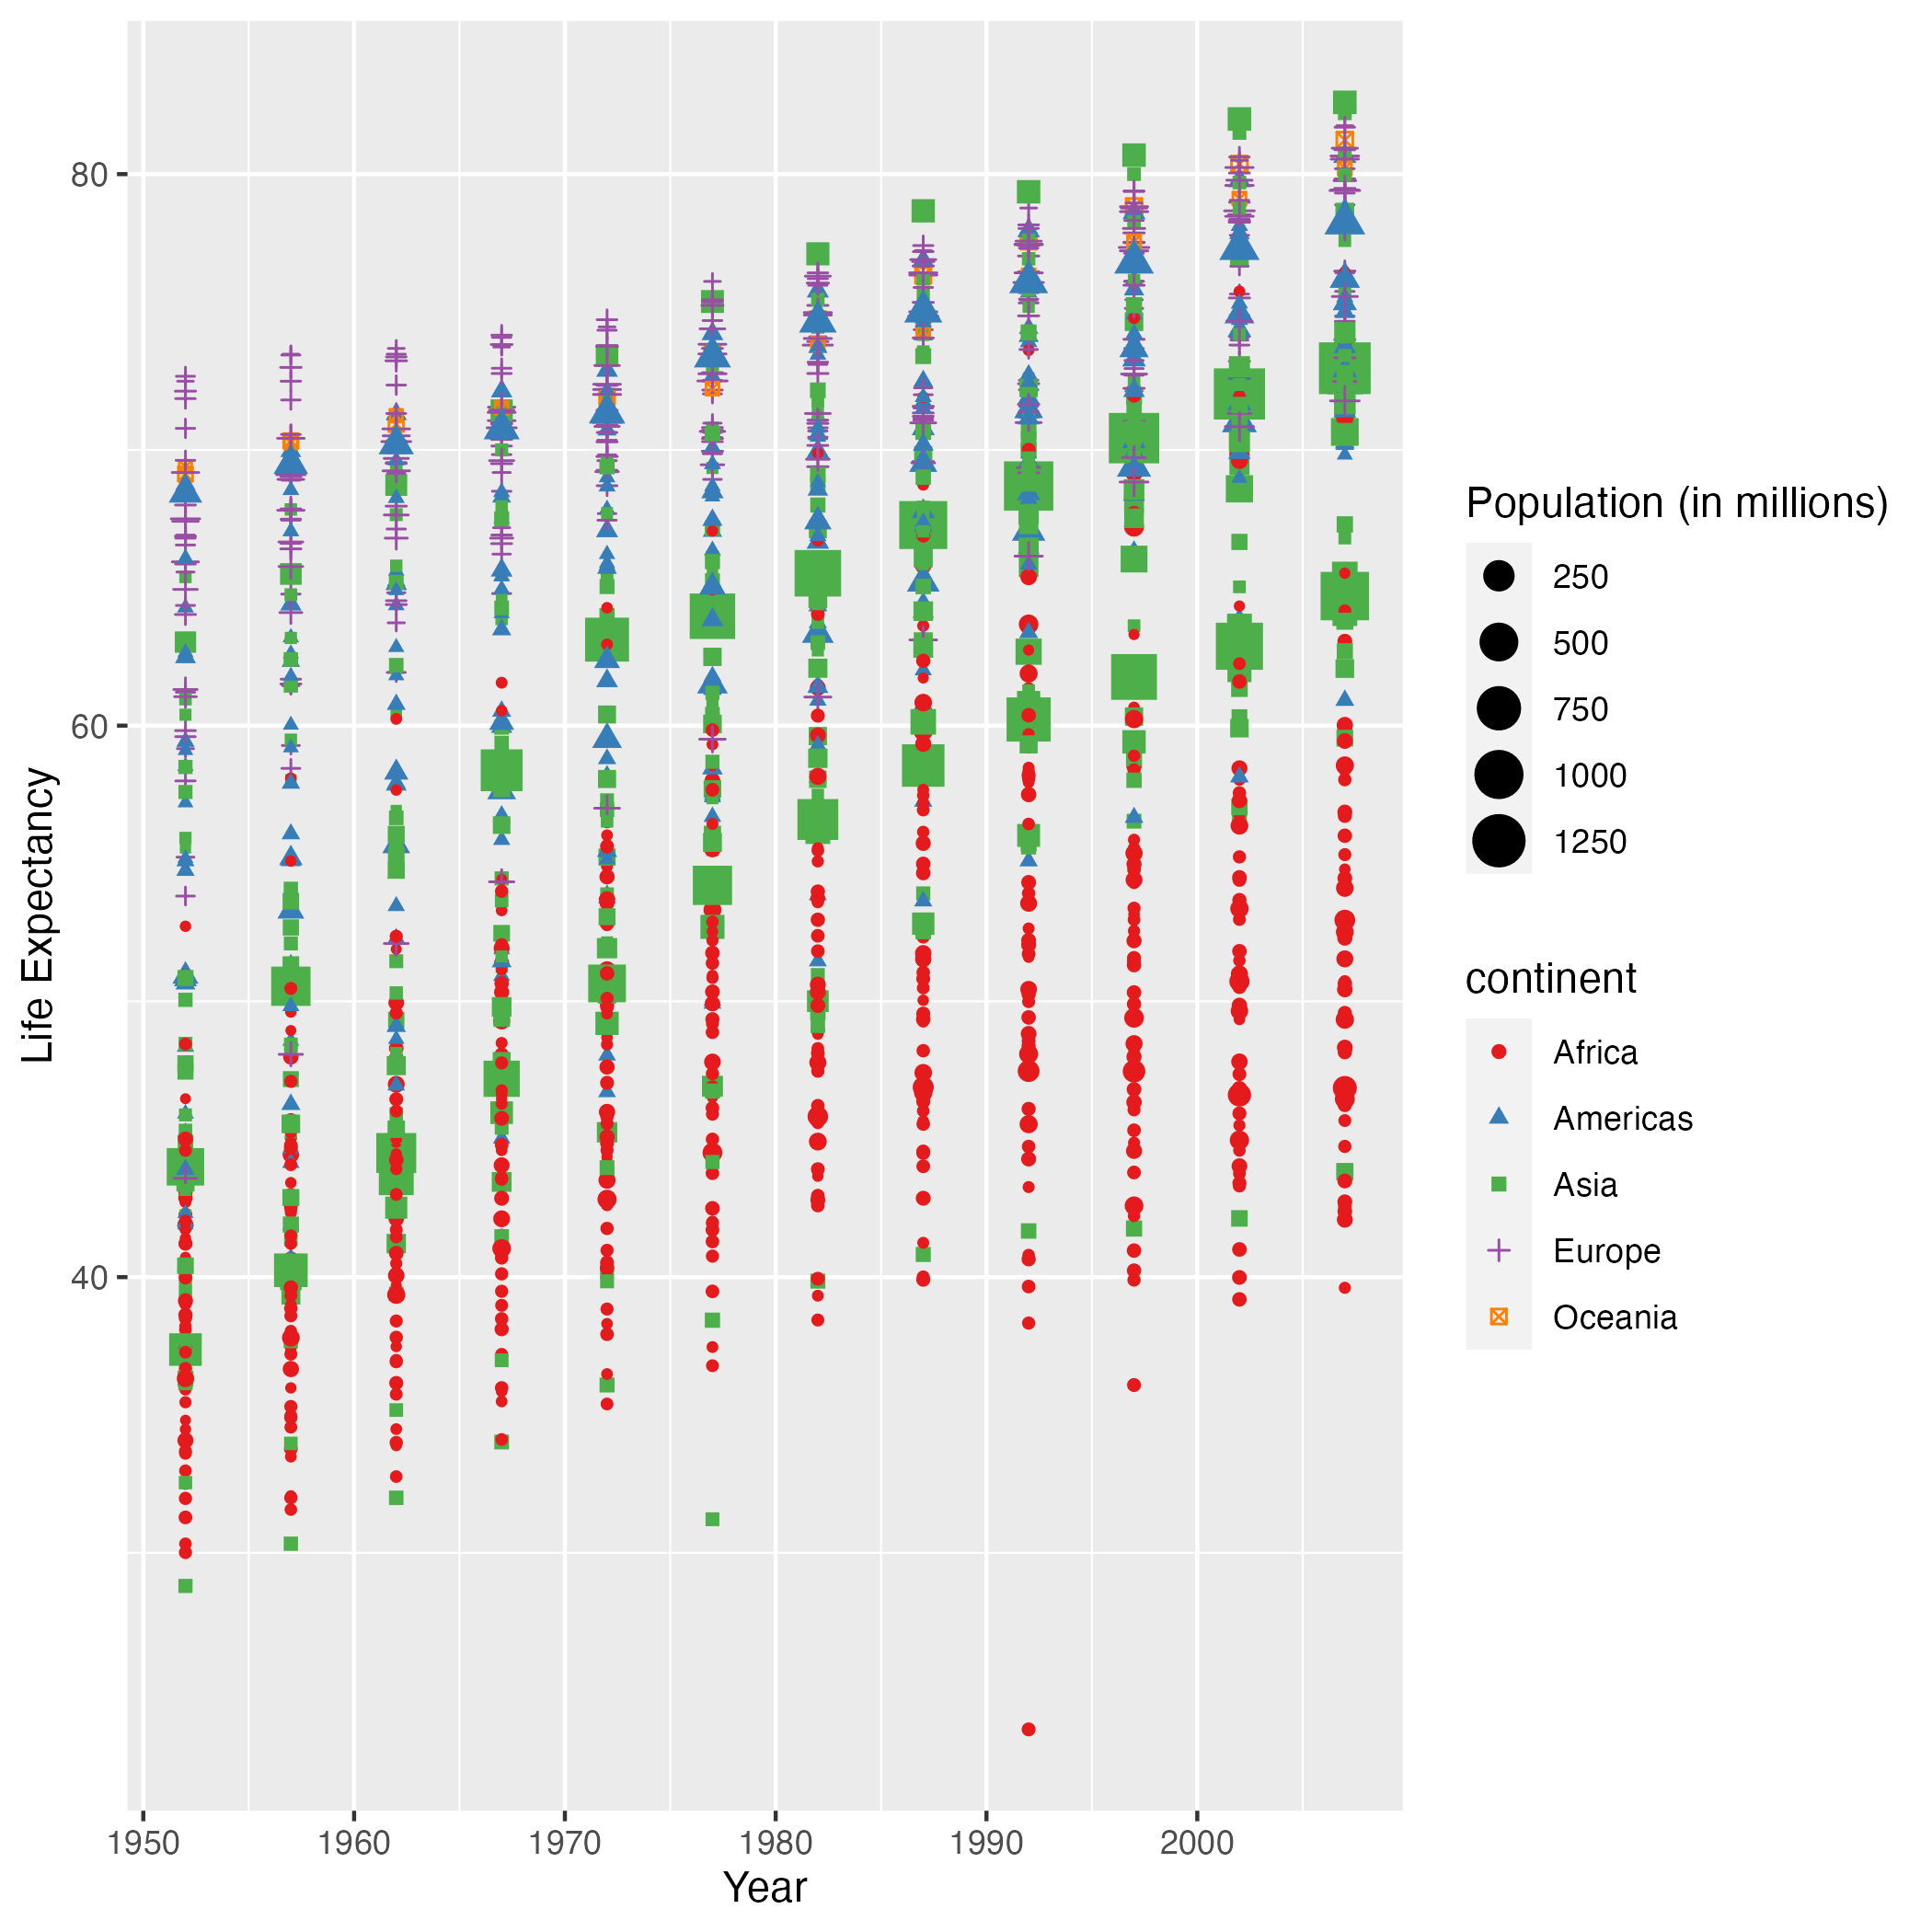 80
60
40
Life Expectancy
1950 1960 1970 1980 1990 2000
Year
Population (in millions)
250
500
750
1000
1250
continent
Africa
Americas
Asia
Europe
Oceania